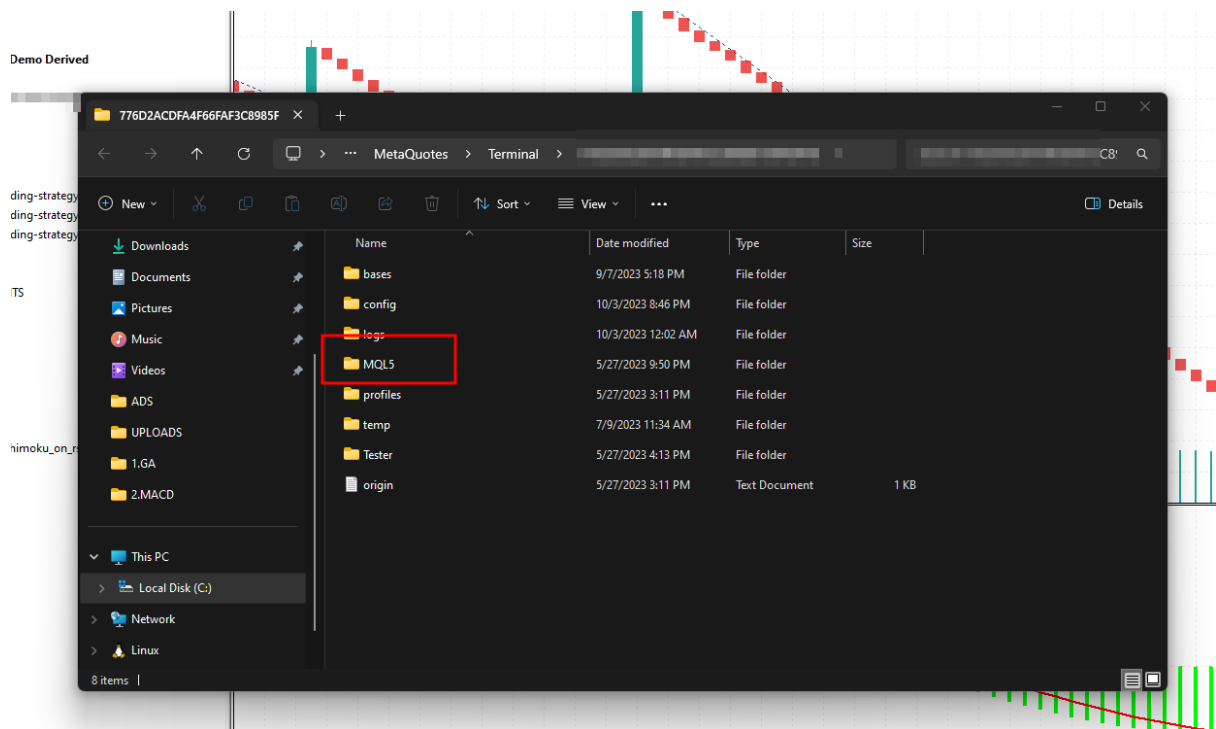 Demo Derived
776D2ACDFA4F66FAF3C8985F
MetaQuotes > Terminal >
New
Sort
View
Details
ding-strategy
ding-strategy
ding-strategy
TS
himoku_on_r
Downloads
Documents
Pictures
Music
Videos
ADS
UPLOADS
1.GA
2.MACD
This PC
Local Disk (C:)
Network
Linux
Name Date modified Type Size
bases 9/7/2023 5:18 PM File folder
config 10/3/2023 8:46 PM File folder
logs 10/3/2023 12:02 AM File folder
MQL5 5/27/2023 9:50 PM File folder
profiles 5/27/2023 3:11 PM File folder
temp 7/9/2023 11:34 AM File folder
Tester 5/27/2023 4:13 PM File folder
origin 5/27/2023 3:11 PM Text Document 1 KB
8 items